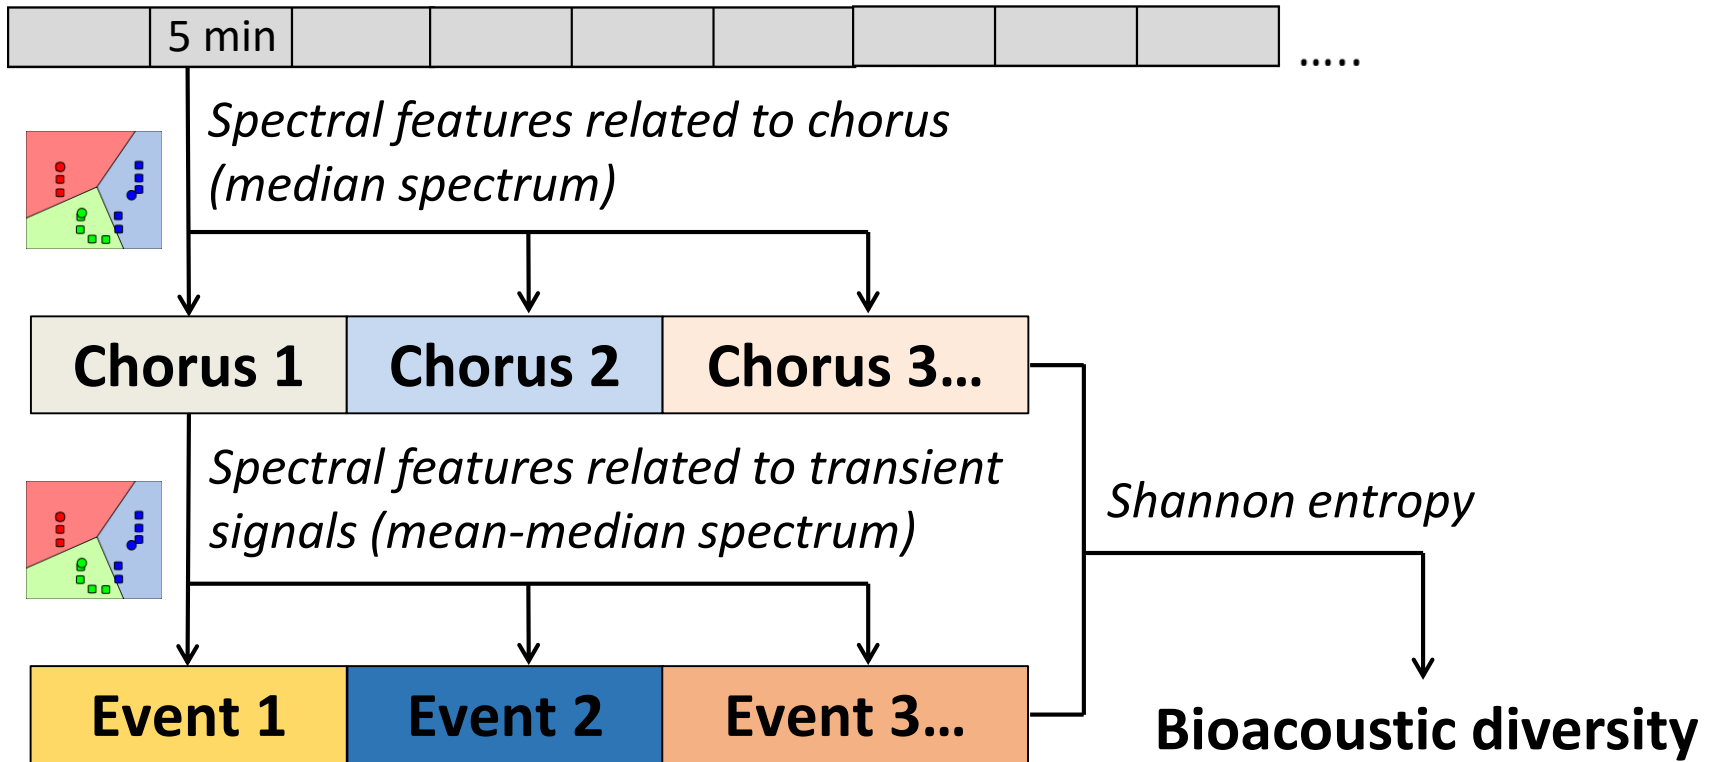 5 min
.....
Spectral features related to chorus
(median spectrum)
Chorus 1
Chorus 2
Chorus 3...
Spectral features related to transient
signals (mean-median spectrum)
Shannon entropy
Event 1
Event 2
Event 3...
Bioacoustic diversity